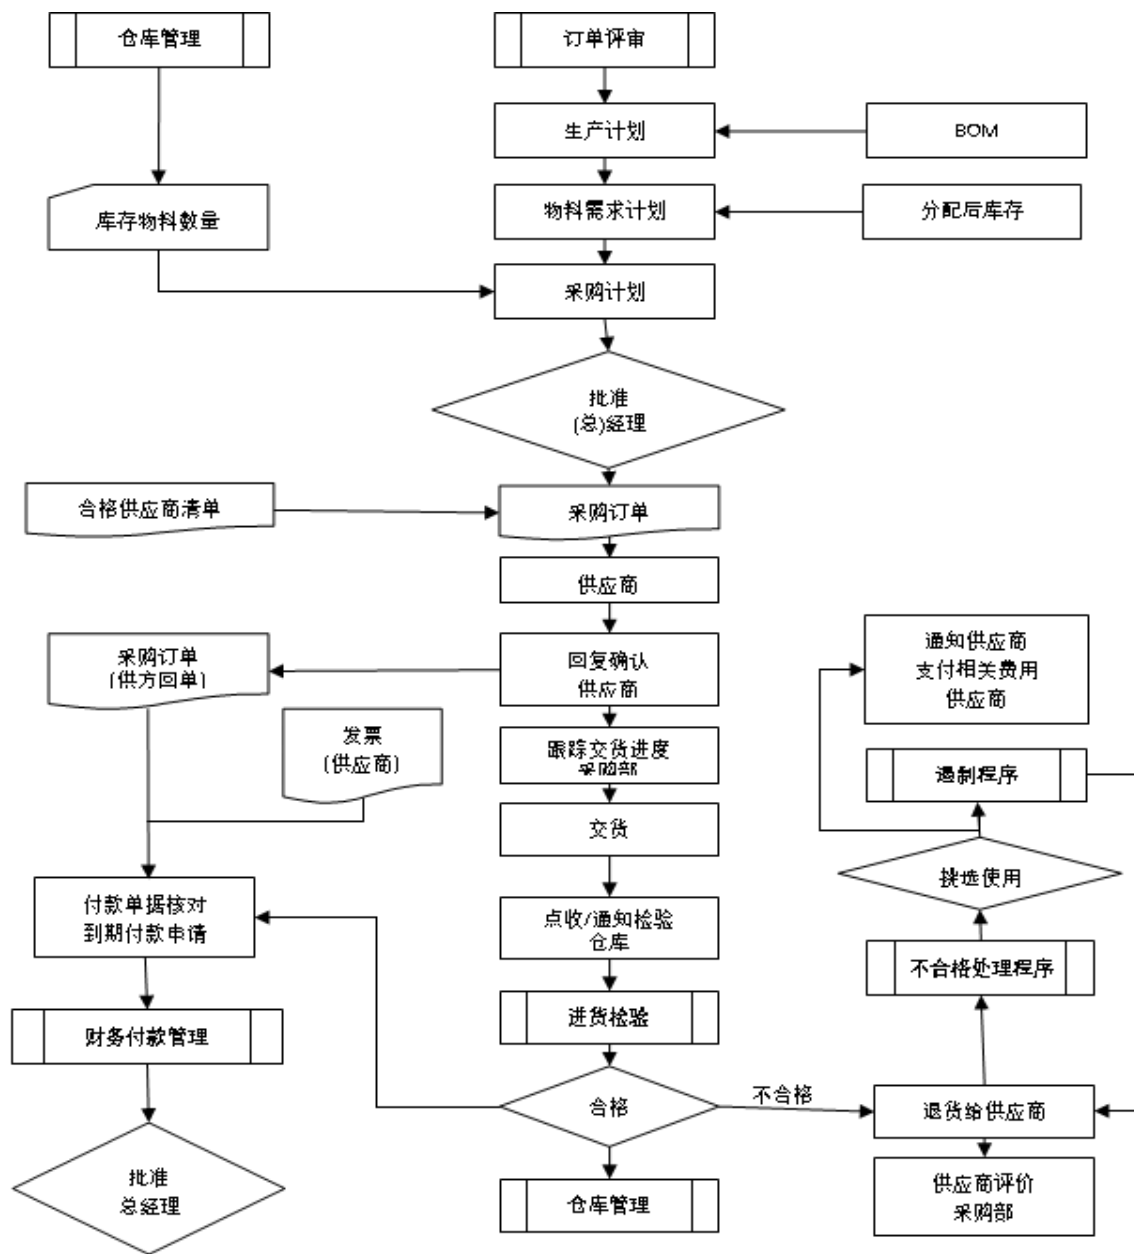 仓库管理
订单评审
生产计划
BOM
库存物料数量
物料需求计划
分配后库存
采购计划
批准
(总)经理
合格供应商清单
采购订单
供应商
采购订单
(供方回单)
回复确认
供应商
通知供应商
支付相关费用
供应商
发票
(供应商)
跟踪交货进度
采购部
遏制程序
交货
拣选使用
付款单据核对
到期付款申请
点收/通知检验
仓库
不合格处理程序
财务付款管理
进货检验
合格
不合格
退货给供应商
批准
总经理
仓库管理
供应商评价
采购部